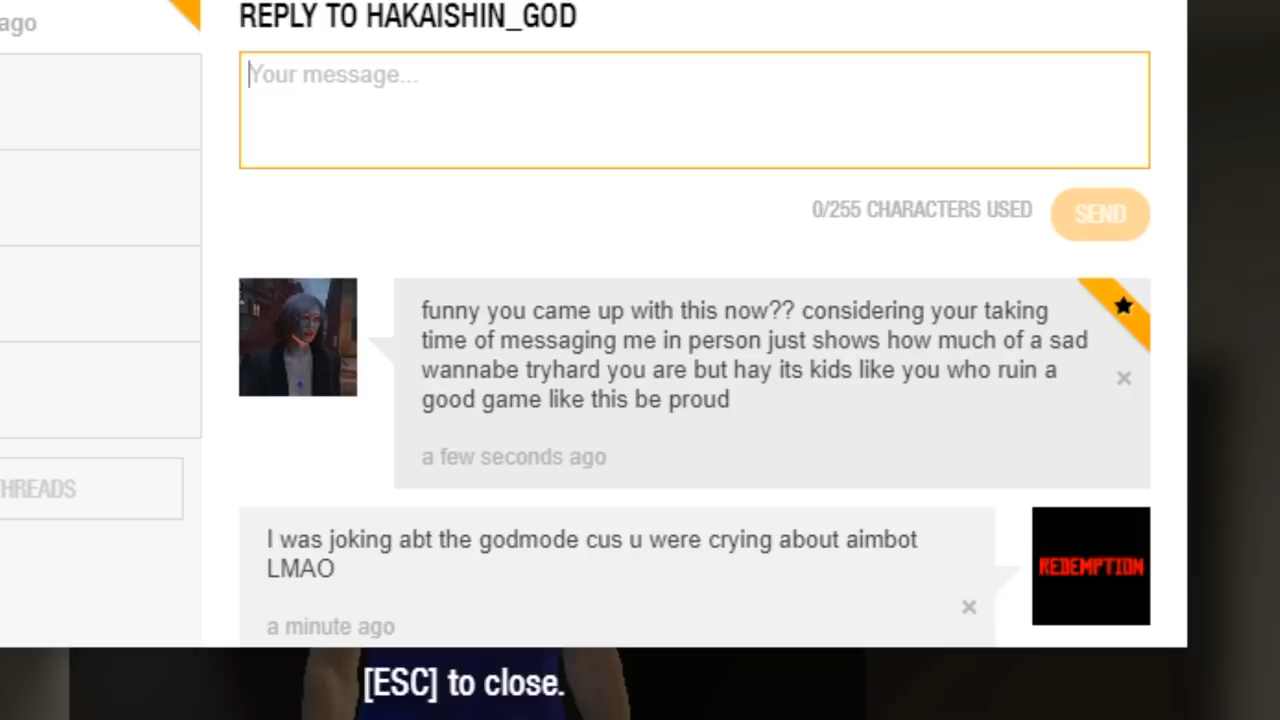 ago
REPLY TO HAKAISHIN_GOD
Your message...
0/255 CHARACTERS USED
SEND
funny you came up with this now?? considering your taking
time of messaging me in person just shows how much of a sad
wannabe tryhard you are but hay its kids like you who ruin a
good game like this be proud
a few seconds ago
THREADS
I was joking abt the godmode cus u were crying about aimbot
LMAO
a minute ago
REDEMPTION
[ESC] to close.